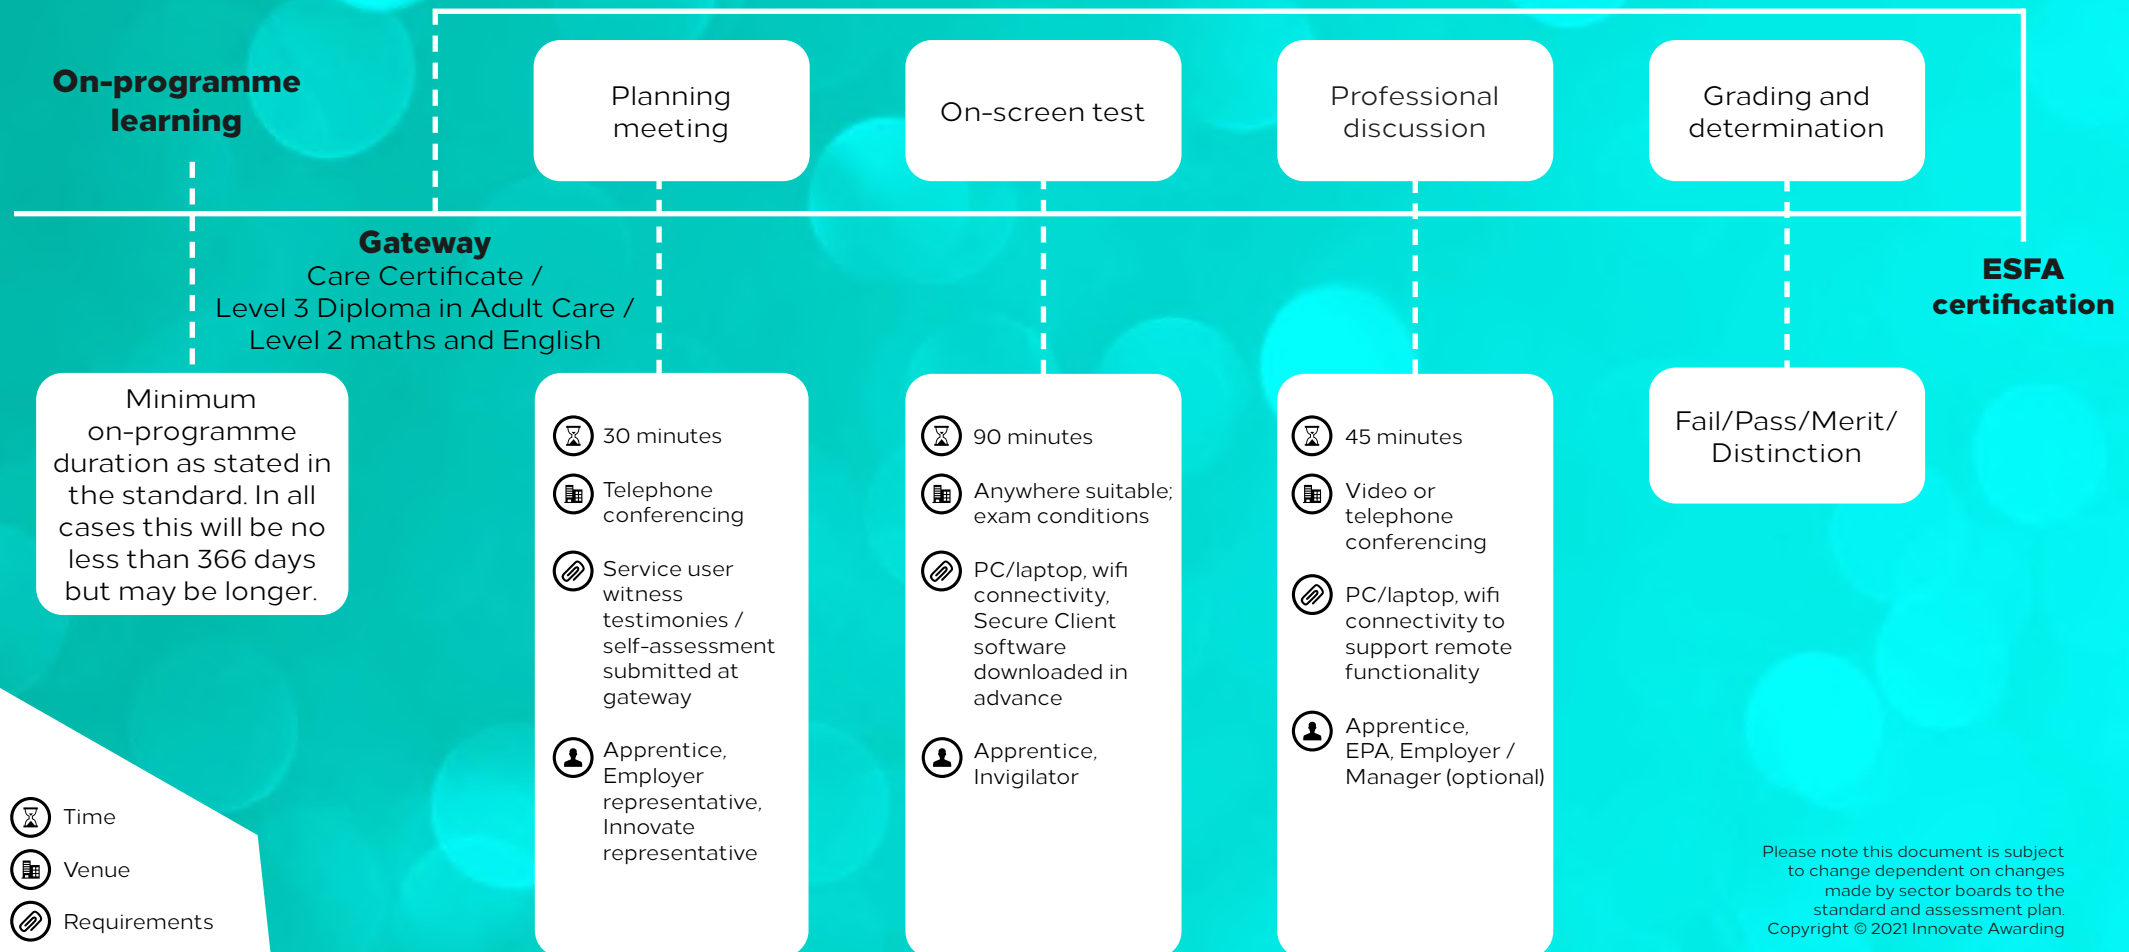 On-programme
learning
Planning
meeting
On-screen test
Professional
discussion
Grading and
determination
Gateway
Care Certificate /
Level 3 Diploma in Adult Care /
Level 2 maths and English
ESFA
certification
Minimum
on-programme
duration as stated in
the standard. In all
cases this will be no
less than 366 days
but may be longer.
30 minutes
Telephone
conferencing
Service user
witness
testimonies /
self-assessment
submitted at
gateway
Apprentice,
Employer
representative,
Innovate
representative
90 minutes
Anywhere suitable;
exam conditions
PC/laptop, wifi
connectivity,
Secure Client
software
downloaded in
advance
Apprentice,
Invigilator
45 minutes
Video or
telephone
conferencing
PC/laptop, wifi
connectivity to
support remote
functionality
Apprentice,
EPA, Employer /
Manager (optional)
Fail/Pass/Merit/
Distinction
Time
Venue
Requirements
Please note this document is subject
to change dependent on changes
made by sector boards to the
standard and assessment plan.
Copyright © 2021 Innovate Awarding